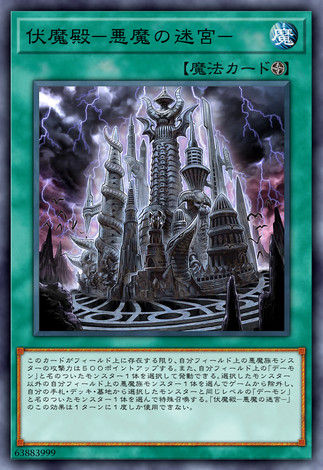 伏魔殿-悪魔の迷宮-
魔
【魔法カード】
このカードがフィールド上に存在する限り、自分フィールド上の悪魔族モンス
ターの攻撃力は500ポイントアップする。また、自分フィールド上の「デーモ
ン」と名のついたモンスター1体を選択して発動できる。選択したモンスター
以外の自分フィールド上の悪魔族モンスター1体を選んでゲームから除外し、
自分の手札・デッキ・墓地から選択したモンスターと同じレベルの「デーモン」
と名のついたモンスター1体を選んで特殊召喚する。「伏魔殿-悪魔の迷宮-」
のこの効果は1ターンに1度しか使用できない。
63883999